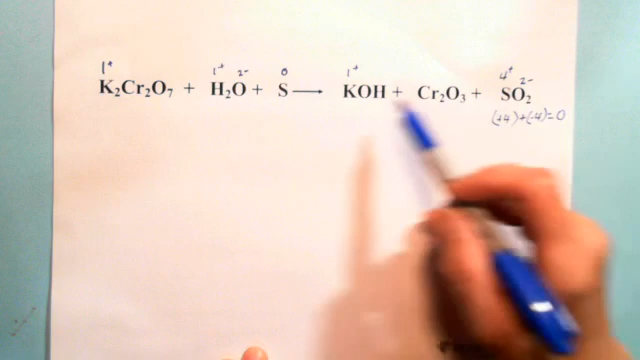 1+ 1+ 2- 0 1+ 4+ 2-
K₂Cr₂O₇ + H₂O + S → KOH + Cr₂O₃ + SO₂
(+4)+(-4)=0